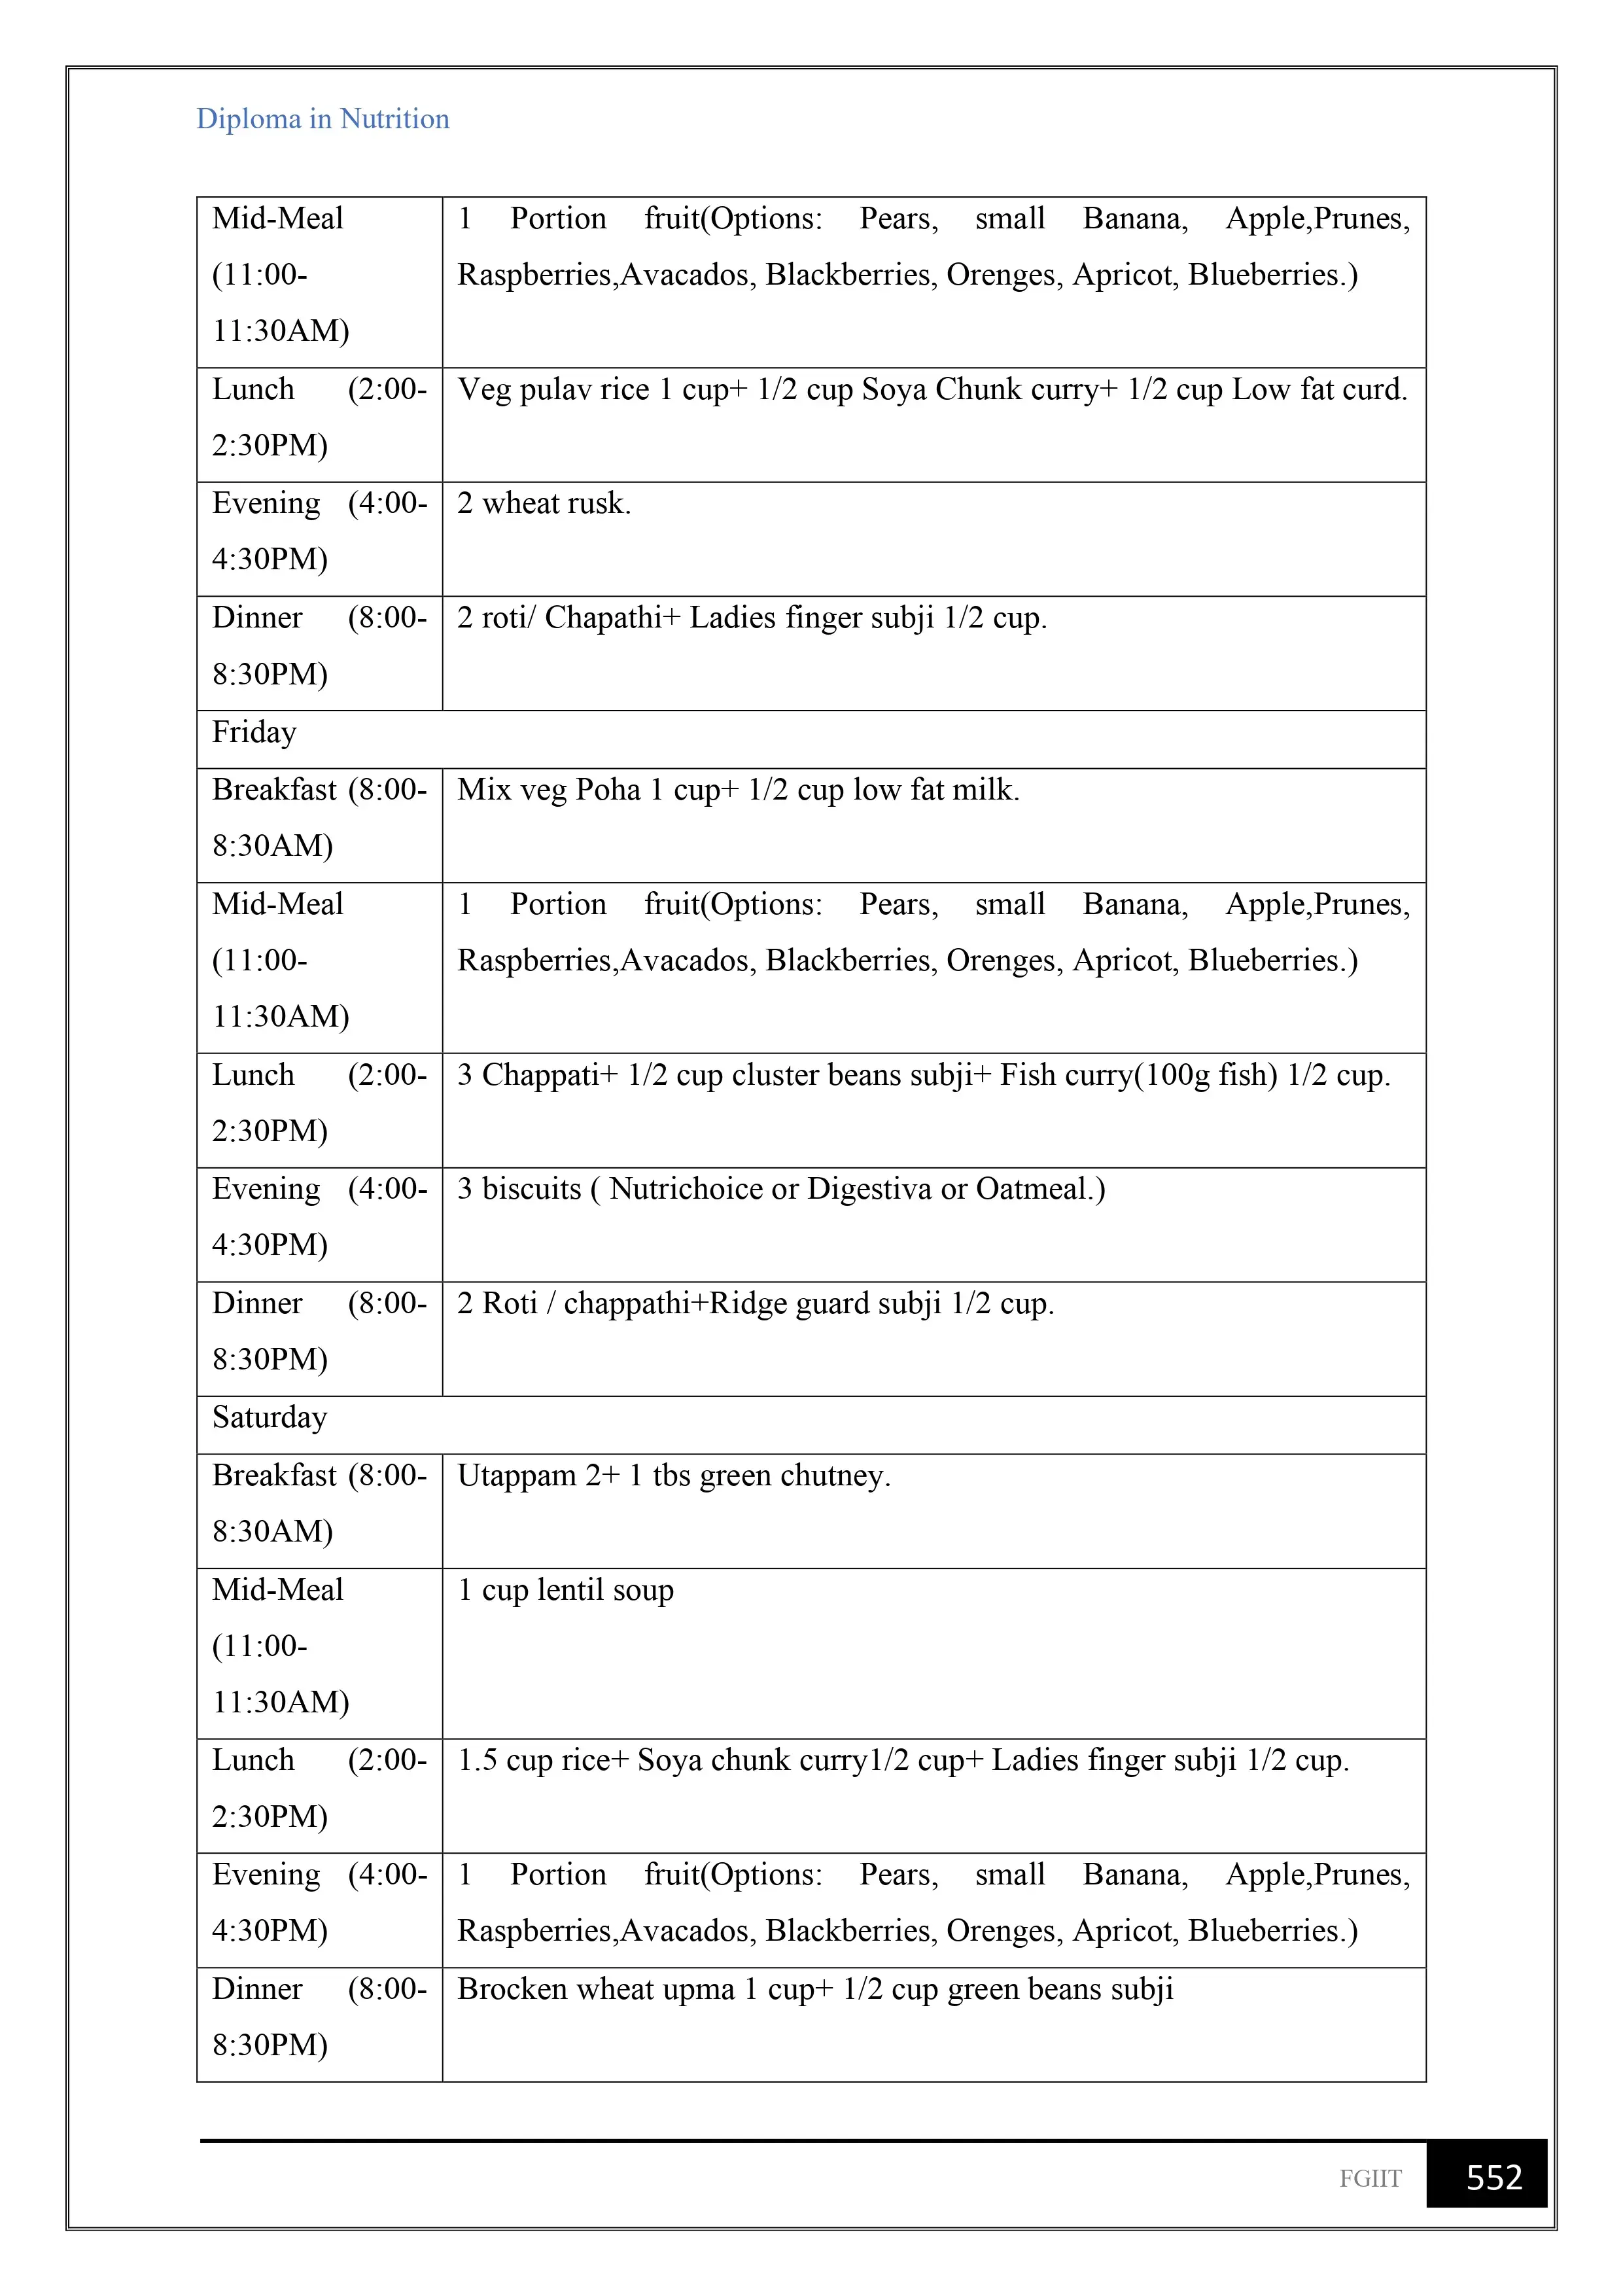 Diploma in Nutrition
Mid-Meal
(11:00-
11:30AM)
1 Portion fruit(Options: Pears, small Banana, Apple,Prunes,
Raspberries,Avacados, Blackberries, Orenges, Apricot, Blueberries.)
Lunch (2:00-
2:30PM)
Veg pulav rice 1 cup+ 1/2 cup Soya Chunk curry+ 1/2 cup Low fat curd.
Evening (4:00-
4:30PM)
2 wheat rusk.
Dinner (8:00-
8:30PM)
2 roti/ Chapathi+ Ladies finger subji 1/2 cup.
Friday
Breakfast (8:00-
8:30AM)
Mix veg Poha 1 cup+ 1/2 cup low fat milk.
Mid-Meal
(11:00-
11:30AM)
1 Portion fruit(Options: Pears, small Banana, Apple,Prunes,
Raspberries,Avacados, Blackberries, Orenges, Apricot, Blueberries.)
Lunch (2:00-
2:30PM)
3 Chappati+ 1/2 cup cluster beans subji+ Fish curry(100g fish) 1/2 cup.
Evening (4:00-
4:30PM)
3 biscuits ( Nutrichoice or Digestiva or Oatmeal.)
Dinner (8:00-
8:30PM)
2 Roti / chappathi+Ridge guard subji 1/2 cup.
Saturday
Breakfast (8:00-
8:30AM)
Utappam 2+ 1 tbs green chutney.
Mid-Meal
(11:00-
11:30AM)
1 cup lentil soup
Lunch (2:00-
2:30PM)
1.5 cup rice+ Soya chunk curry1/2 cup+ Ladies finger subji 1/2 cup.
Evening (4:00-
4:30PM)
1 Portion fruit(Options: Pears, small Banana, Apple,Prunes,
Raspberries,Avacados, Blackberries, Orenges, Apricot, Blueberries.)
Dinner (8:00-
8:30PM)
Brocken wheat upma 1 cup+ 1/2 cup green beans subji
FGIIT 552